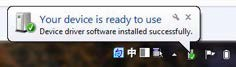 Your device is ready to use
Device driver software installed successfully.
中